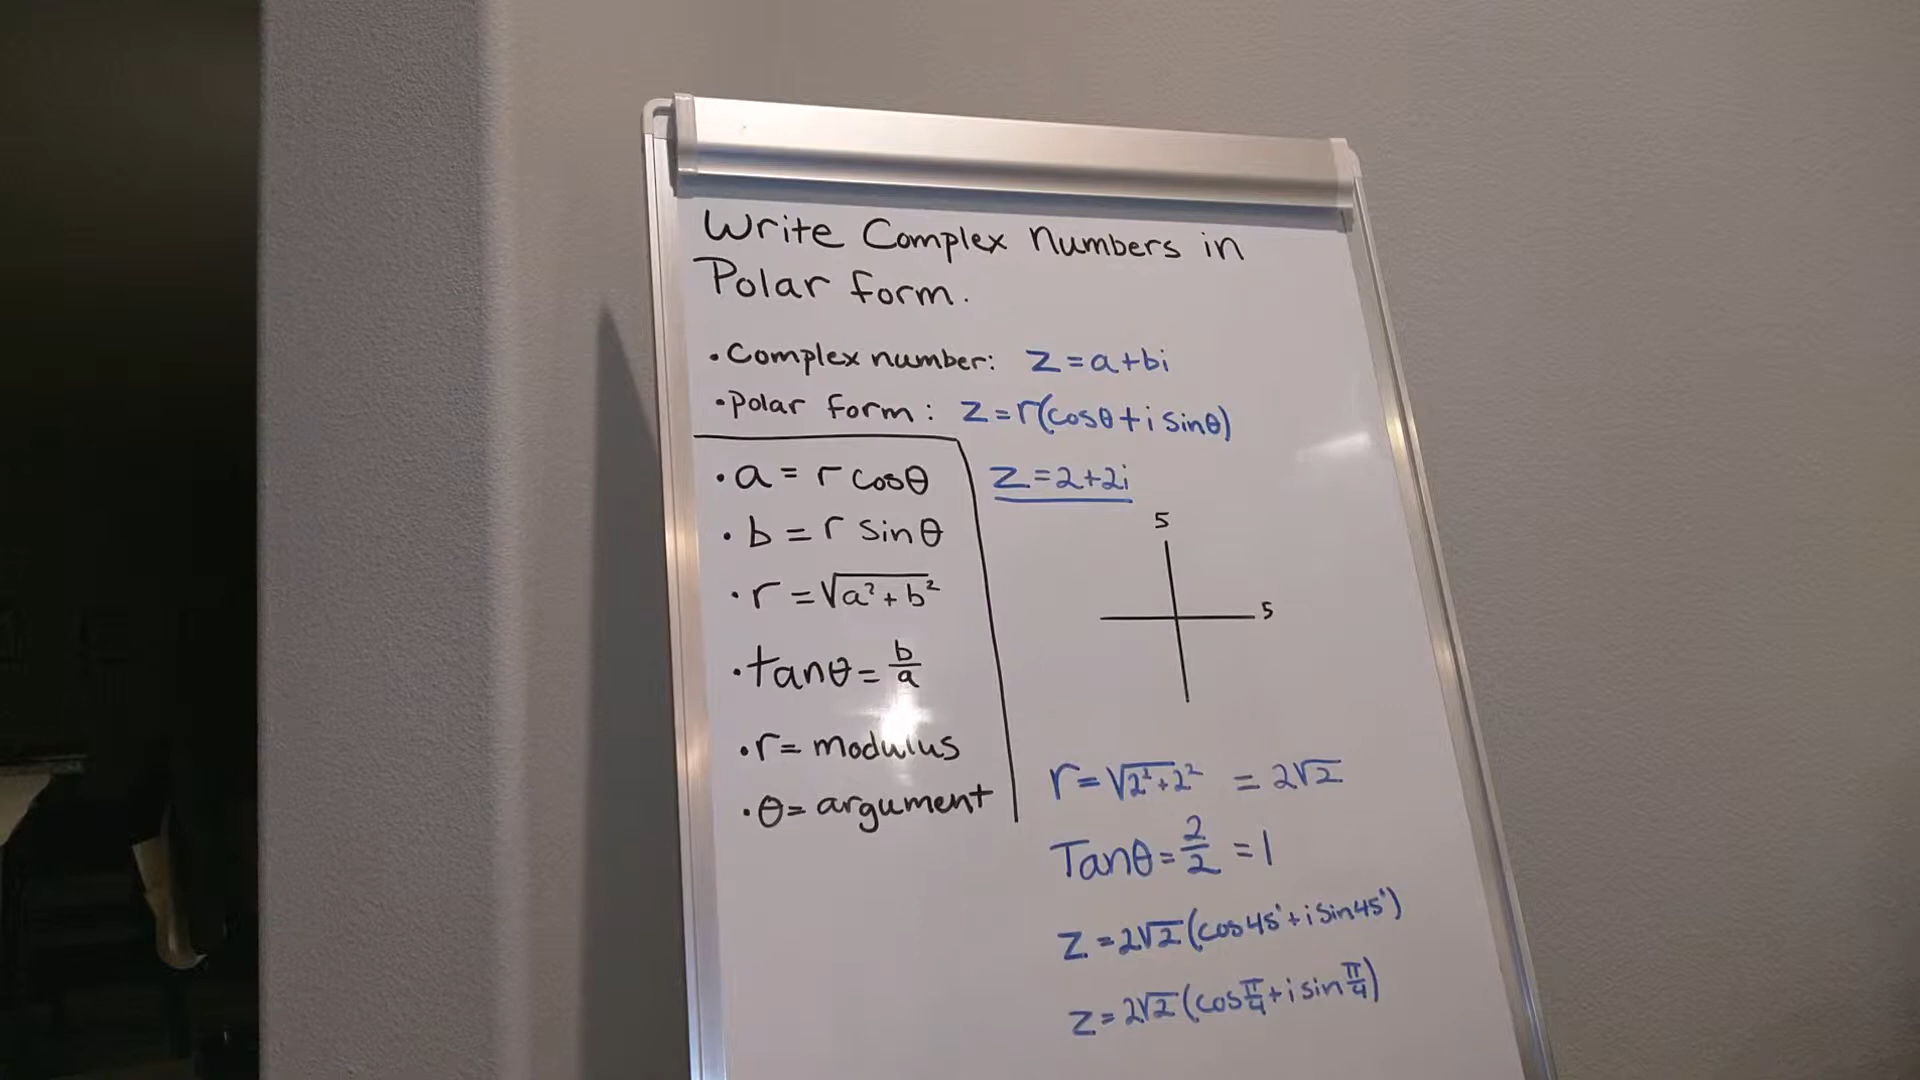 Write Complex Numbers in
Polar form.
• Complex number: z = a + bi
• Polar form: z = r(cosθ + i sinθ)
• a = r cosθ
• b = r sinθ
• r = √a² + b²
• tanθ = b/a
• r = modulus
• θ = argument
z = 2 + 2i
5
5
r = √2² + 2² = 2√2
Tanθ = 2/2 = 1
z = 2√2 (cos 45° + i sin 45°)
z = 2√2 (cos π/4 + i sin π/4)